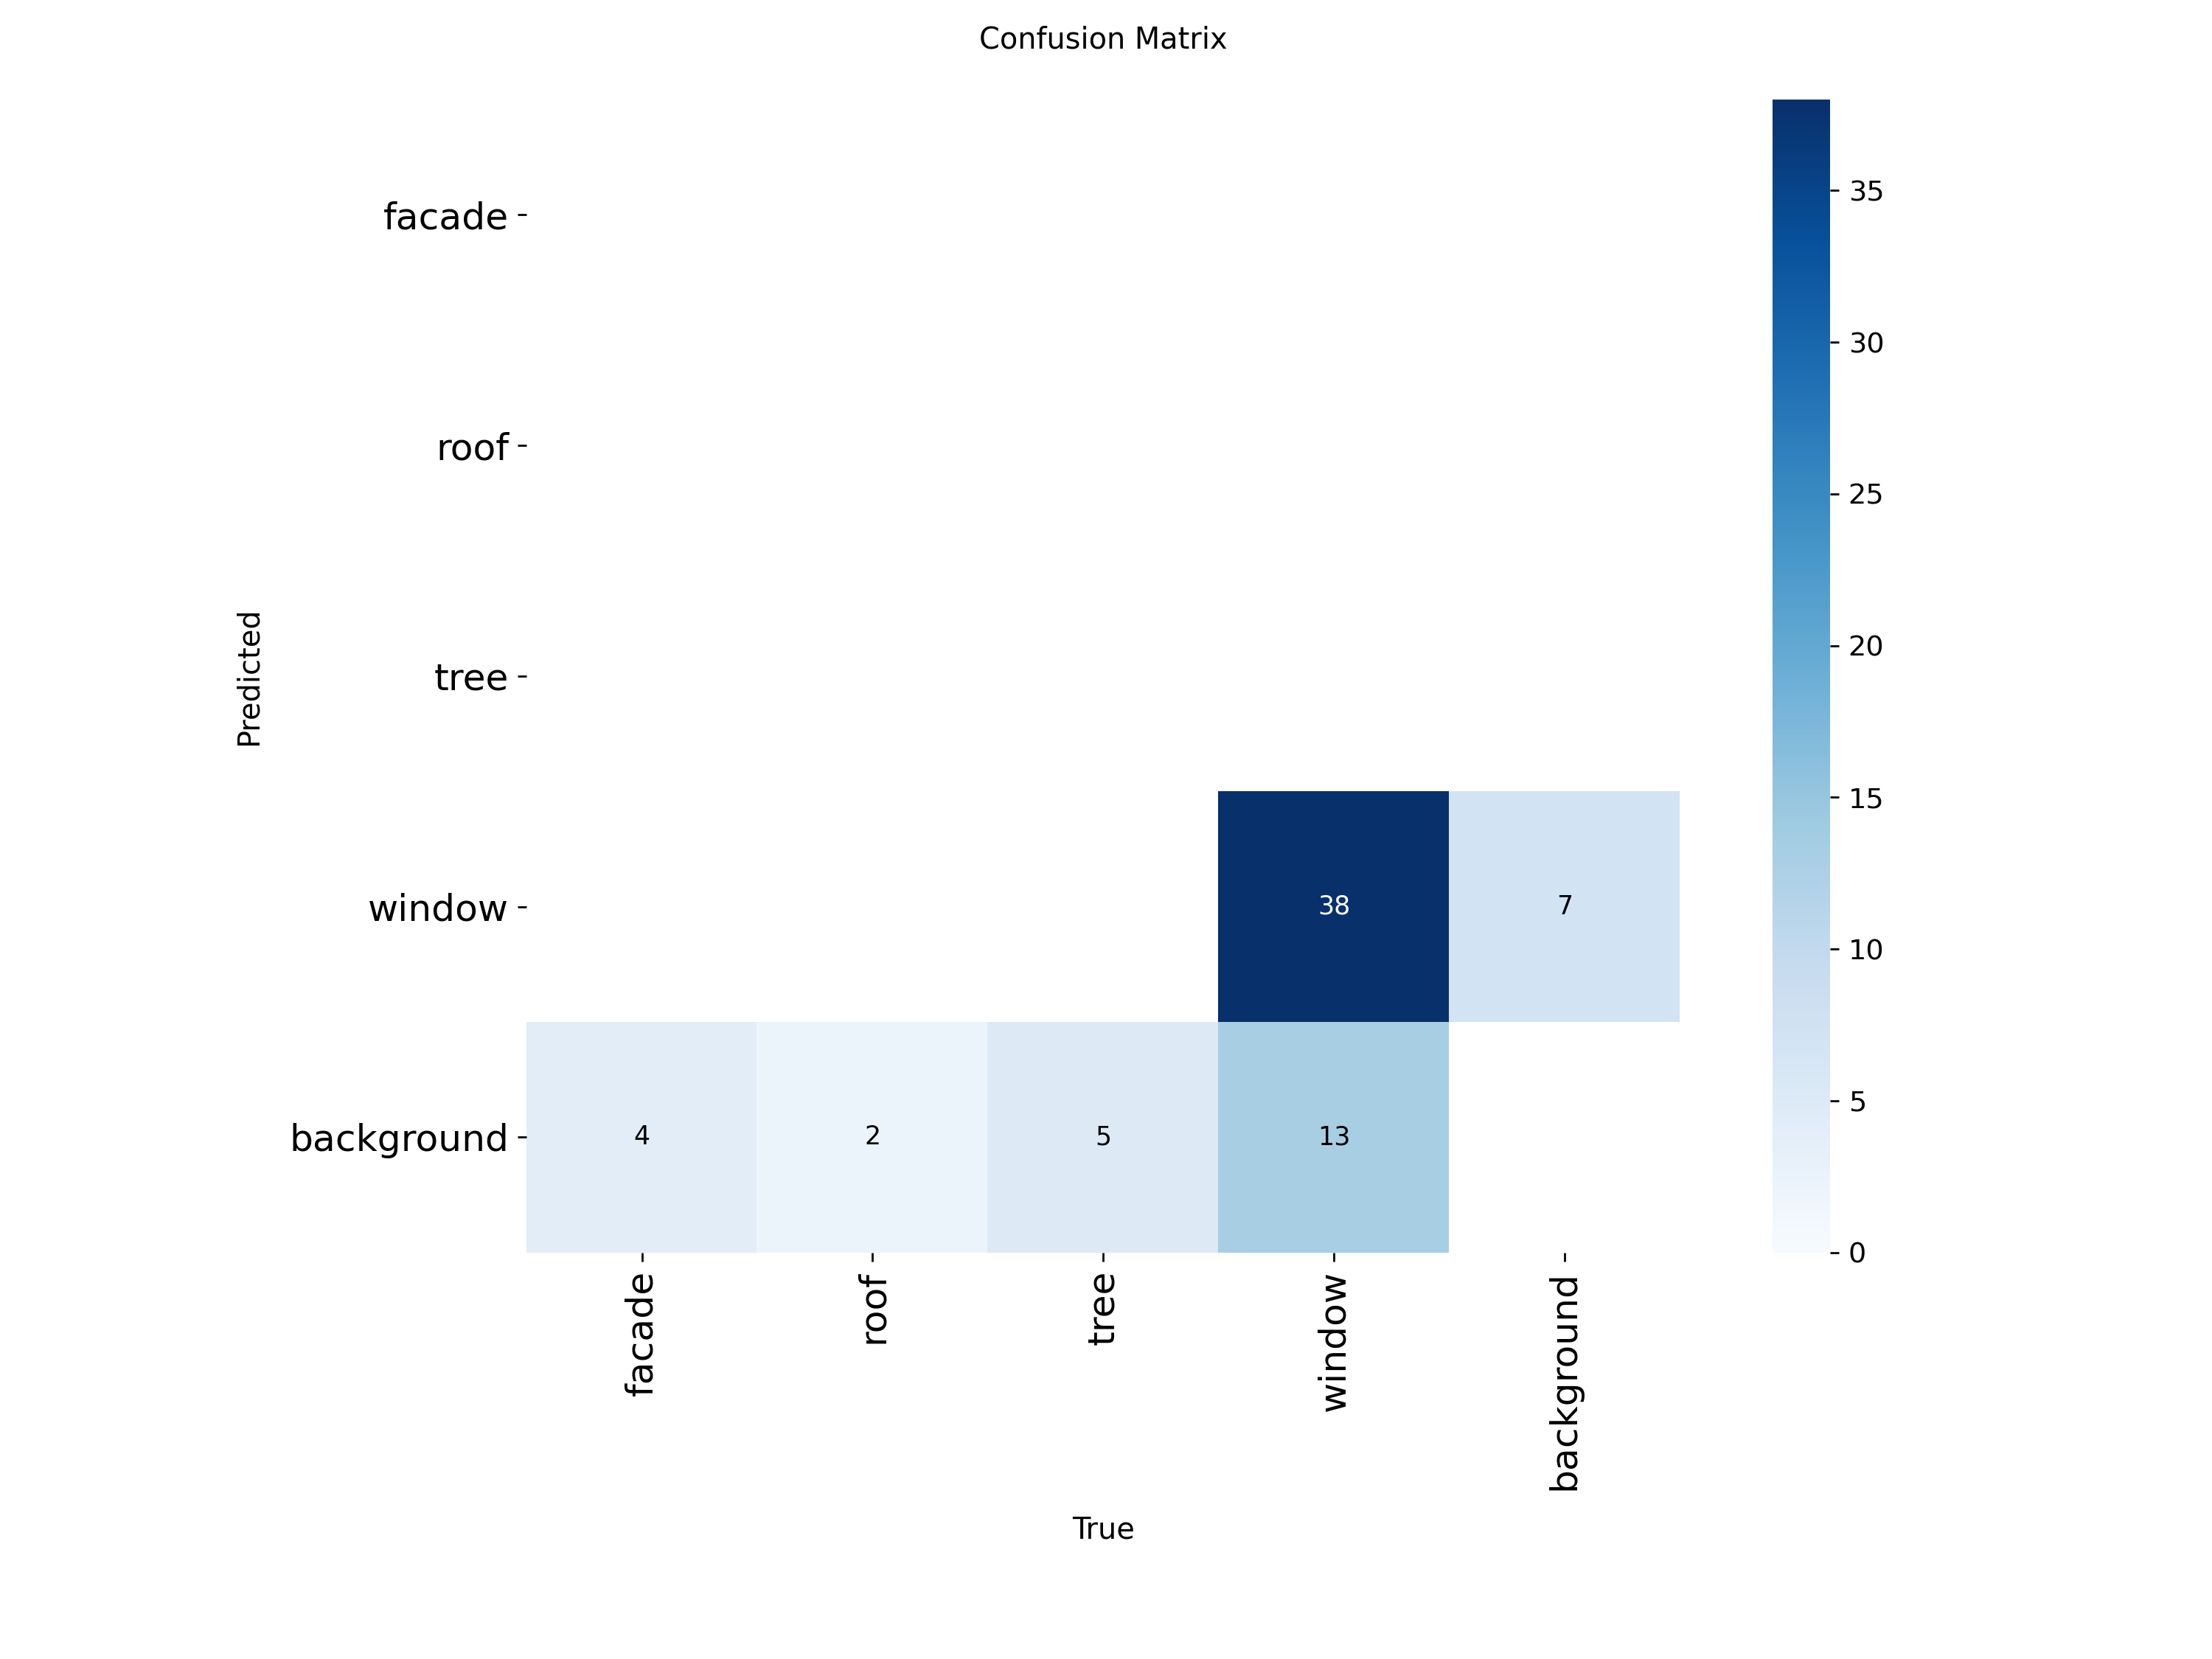 Confusion Matrix
facade
roof
tree
window
background
Predicted
38
7
4
2
5
13
facade
roof
tree
window
background
True
35
30
25
20
15
10
5
0